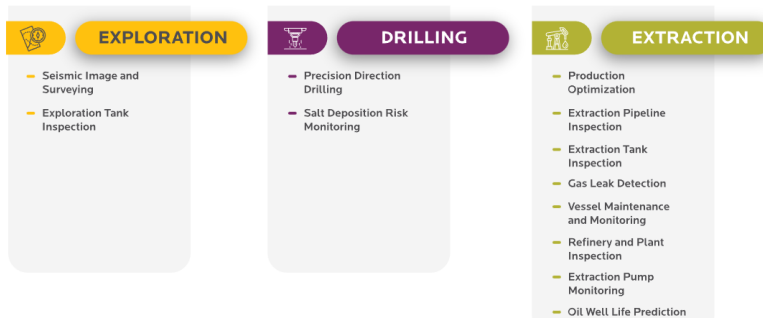 EXPLORATION
Seismic Image and
Surveying
Exploration Tank
Inspection
DRILLING
Precision Direction
Drilling
Salt Deposition Risk
Monitoring
EXTRACTION
Production
Optimization
Extraction Pipeline
Inspection
Extraction Tank
Inspection
Gas Leak Detection
Vessel Maintenance
and Monitoring
Refinery and Plant
Inspection
Extraction Pump
Monitoring
Oil Well Life Prediction